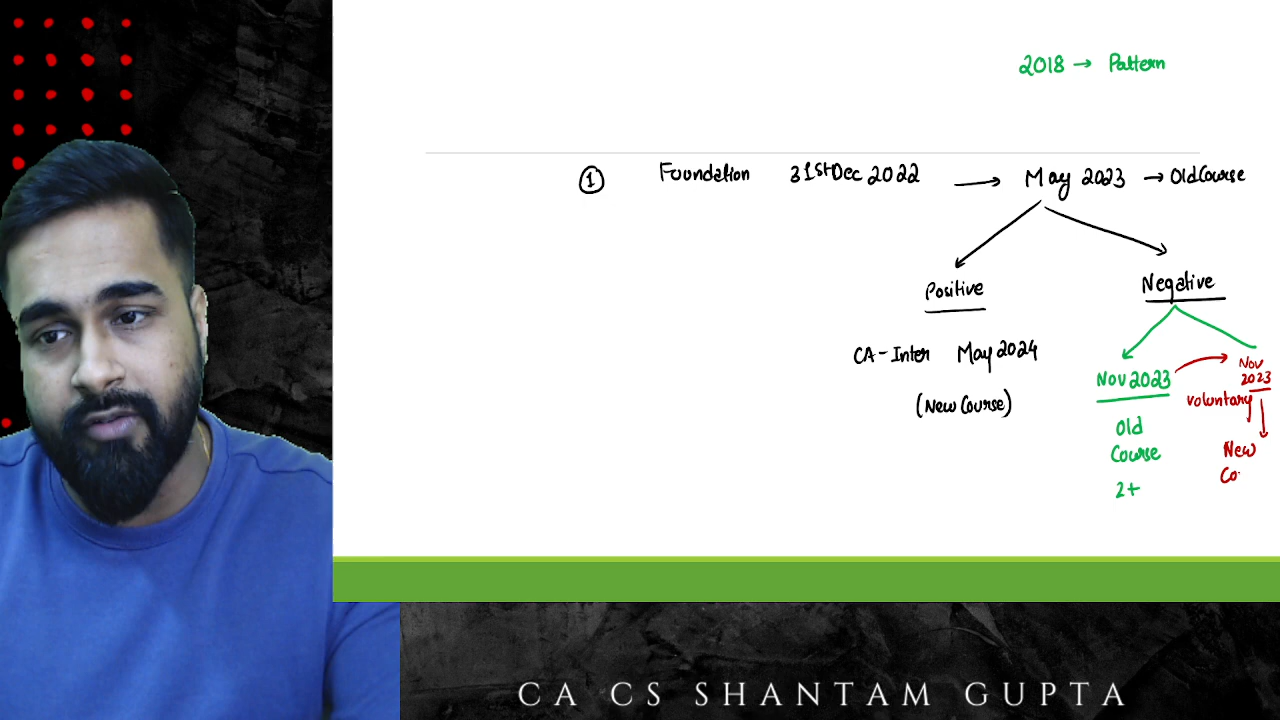 2018 → Pattern
① Foundation 31st Dec 2022 → May 2023 → Old Course
Positive
Negative
CA-Inter May 2024
(New Course)
Nov 2023
Old
Course
2+
Nov
2023
voluntary
New
Co
CA CS SHANTAM GUPTA